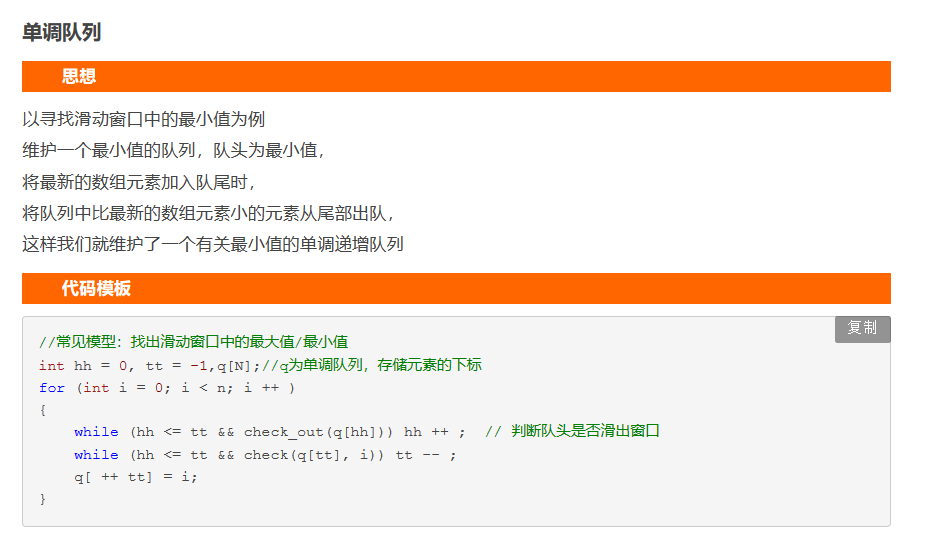 单调队列
思想
以寻找滑动窗口中的最小值为例
维护一个最小值的队列，队头为最小值，
将最新的数组元素加入队尾时，
将队列中比最新的数组元素小的元素从尾部出队，
这样我们就维护了一个有关最小值的单调递增队列
代码模板
复制
//常见模型：找出滑动窗口中的最大值/最小值
int hh = 0, tt = -1,q[N];//q为单调队列，存储元素的下标
for (int i = 0; i < n; i ++ )
{
    while (hh <= tt && check_out(q[hh])) hh ++ ;  // 判断队头是否滑出窗口
    while (hh <= tt && check(q[tt], i)) tt -- ;
    q[ ++ tt] = i;
}